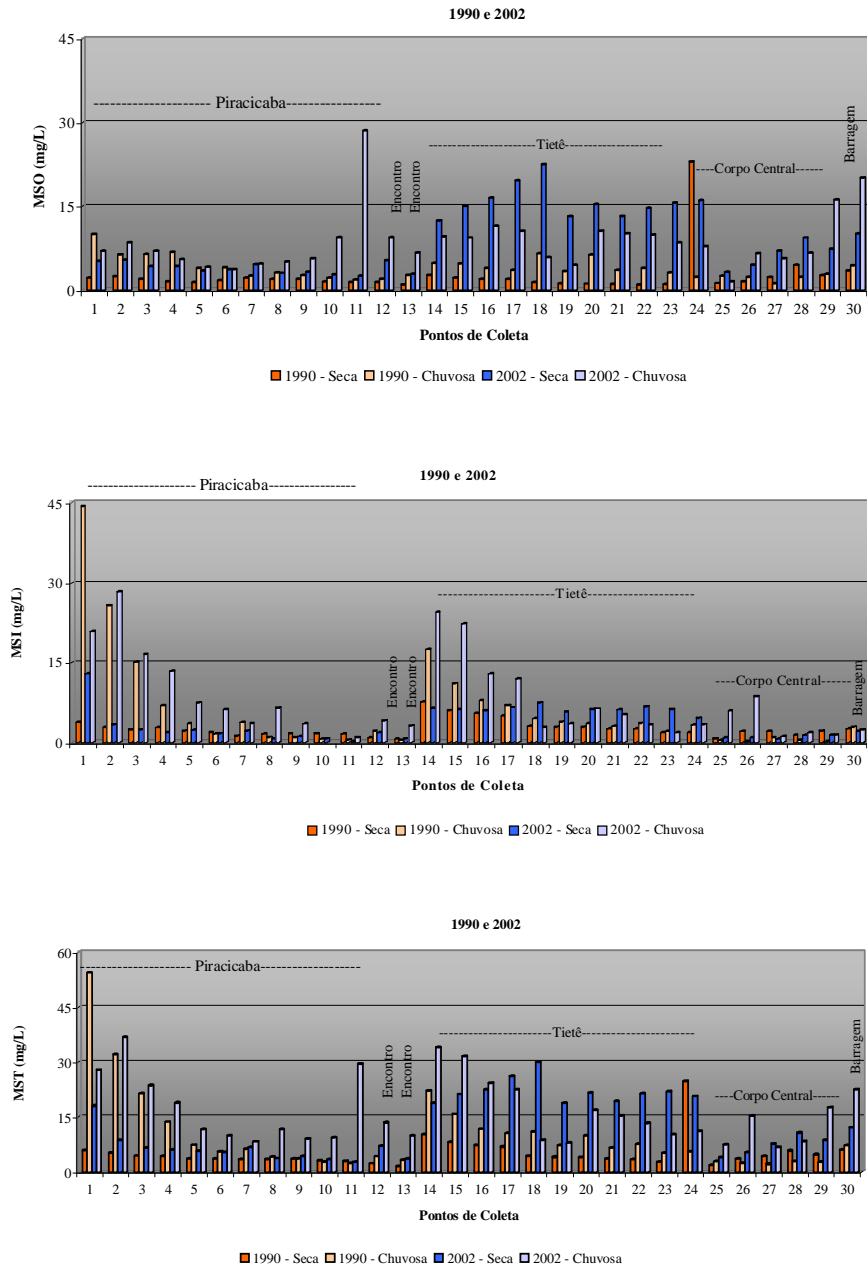 1990 e 2002
45
30
15
0
MSO (mg/L)
----------------------- Piracicaba-------------------
Encontro
Encontro
--------------------Tietê------------------
----Corpo Central--------
Barragem
1 2 3 4 5 6 7 8 9 10 11 12 13 14 15 16 17 18 19 20 21 22 23 24 25 26 27 28 29 30
Pontos de Coleta
1990 - Seca 1990 - Chuvosa 2002 - Seca 2002 - Chuvosa
---------------------- Piracicaba-----------------
1990 e 2002
45
30
15
0
MSI (mg/L)
Encontro
Encontro
----------------------Tietê--------------------
----Corpo Central--------
Barragem
1 2 3 4 5 6 7 8 9 10 11 12 13 14 15 16 17 18 19 20 21 22 23 24 25 26 27 28 29 30
Pontos de Coleta
1990 - Seca 1990 - Chuvosa 2002 - Seca 2002 - Chuvosa
1990 e 2002
60
45
30
15
0
MST (mg/L)
---------------------- Piracicaba--------------------
Encontro
Encontro
----------------------Tietê--------------------
----Corpo Central--------
Barragem
1 2 3 4 5 6 7 8 9 10 11 12 13 14 15 16 17 18 19 20 21 22 23 24 25 26 27 28 29 30
Pontos de Coleta
1990 - Seca 1990 - Chuvosa 2002 - Seca 2002 - Chuvosa